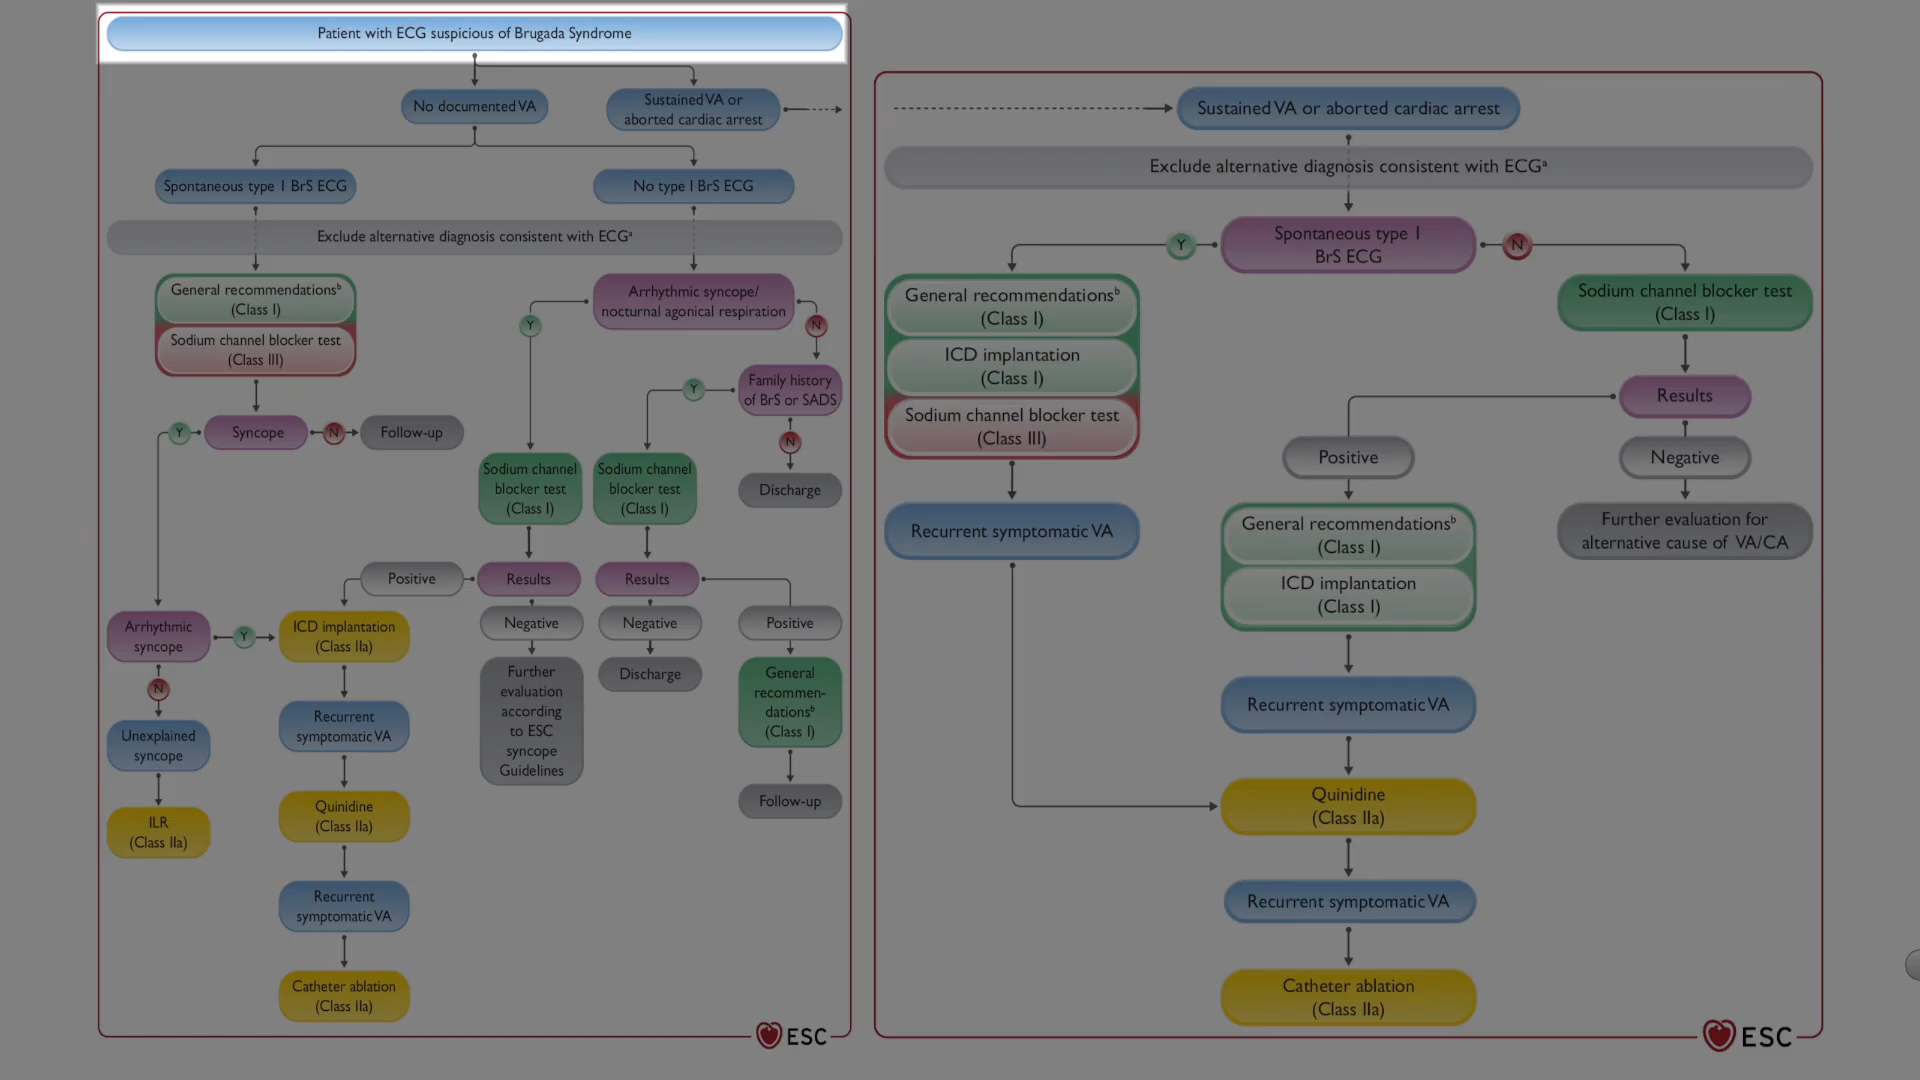 Patient with ECG suspicious of Brugada Syndrome
No documented VA
Sustained VA or
aborted cardiac arrest
Spontaneous type 1 BrS ECG
No type 1 BrS ECG
Exclude alternative diagnosis consistent with ECGᵃ
General recommendationsᵇ
(Class I)
Sodium channel blocker test
(Class III)
Arrhythmic syncope/
nocturnal agonical respiration
Y
N
Family history
of BrS or SADS
Y
N
Discharge
Y
Syncope
N
Follow-up
Sodium channel
blocker test
(Class I)
Sodium channel
blocker test
(Class I)
Positive
Results
Results
Negative
Negative
Positive
Arrhythmic
syncope
Y
ICD implantation
(Class IIa)
N
Further
evaluation
according
to ESC
syncope
Guidelines
Discharge
General
recommen-
dationsᵇ
(Class I)
Unexplained
syncope
Recurrent
symptomatic VA
Follow-up
ILR
(Class IIa)
Quinidine
(Class IIa)
Recurrent
symptomatic VA
Catheter ablation
(Class IIa)
ESC
Sustained VA or aborted cardiac arrest
Exclude alternative diagnosis consistent with ECGᵃ
Y
Spontaneous type 1
BrS ECG
N
General recommendationsᵇ
(Class I)
ICD implantation
(Class I)
Sodium channel blocker test
(Class III)
Sodium channel blocker test
(Class I)
Results
Positive
Negative
Recurrent symptomatic VA
General recommendationsᵇ
(Class I)
ICD implantation
(Class I)
Further evaluation for
alternative cause of VA/CA
Recurrent symptomatic VA
Quinidine
(Class IIa)
Recurrent symptomatic VA
Catheter ablation
(Class IIa)
ESC